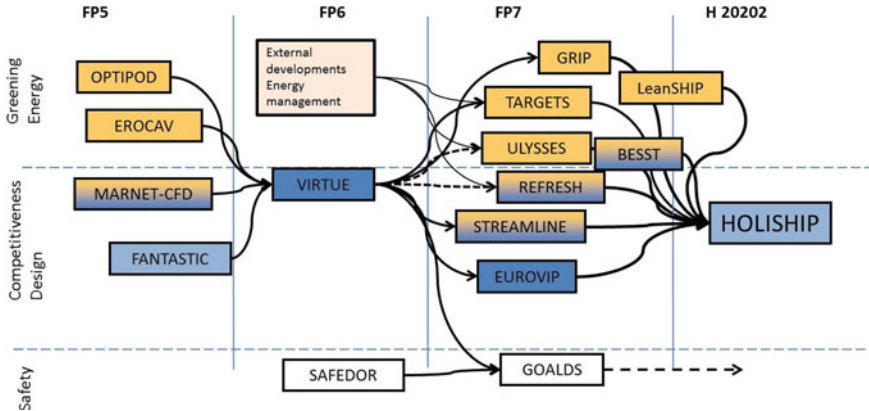 FP5
FP6
FP7
H 20202
Greening
Energy
Competitiveness
Design
Safety
OPTIPOD
EROCAV
MARNET-CFD
FANTASTIC
External
developments
Energy
management
VIRTUE
SAFEDOR
GRIP
TARGETS
ULYSSES
REFRESH
STREAMLINE
EUROVIP
GOALDS
LeanSHIP
BESST
HOLISHIP